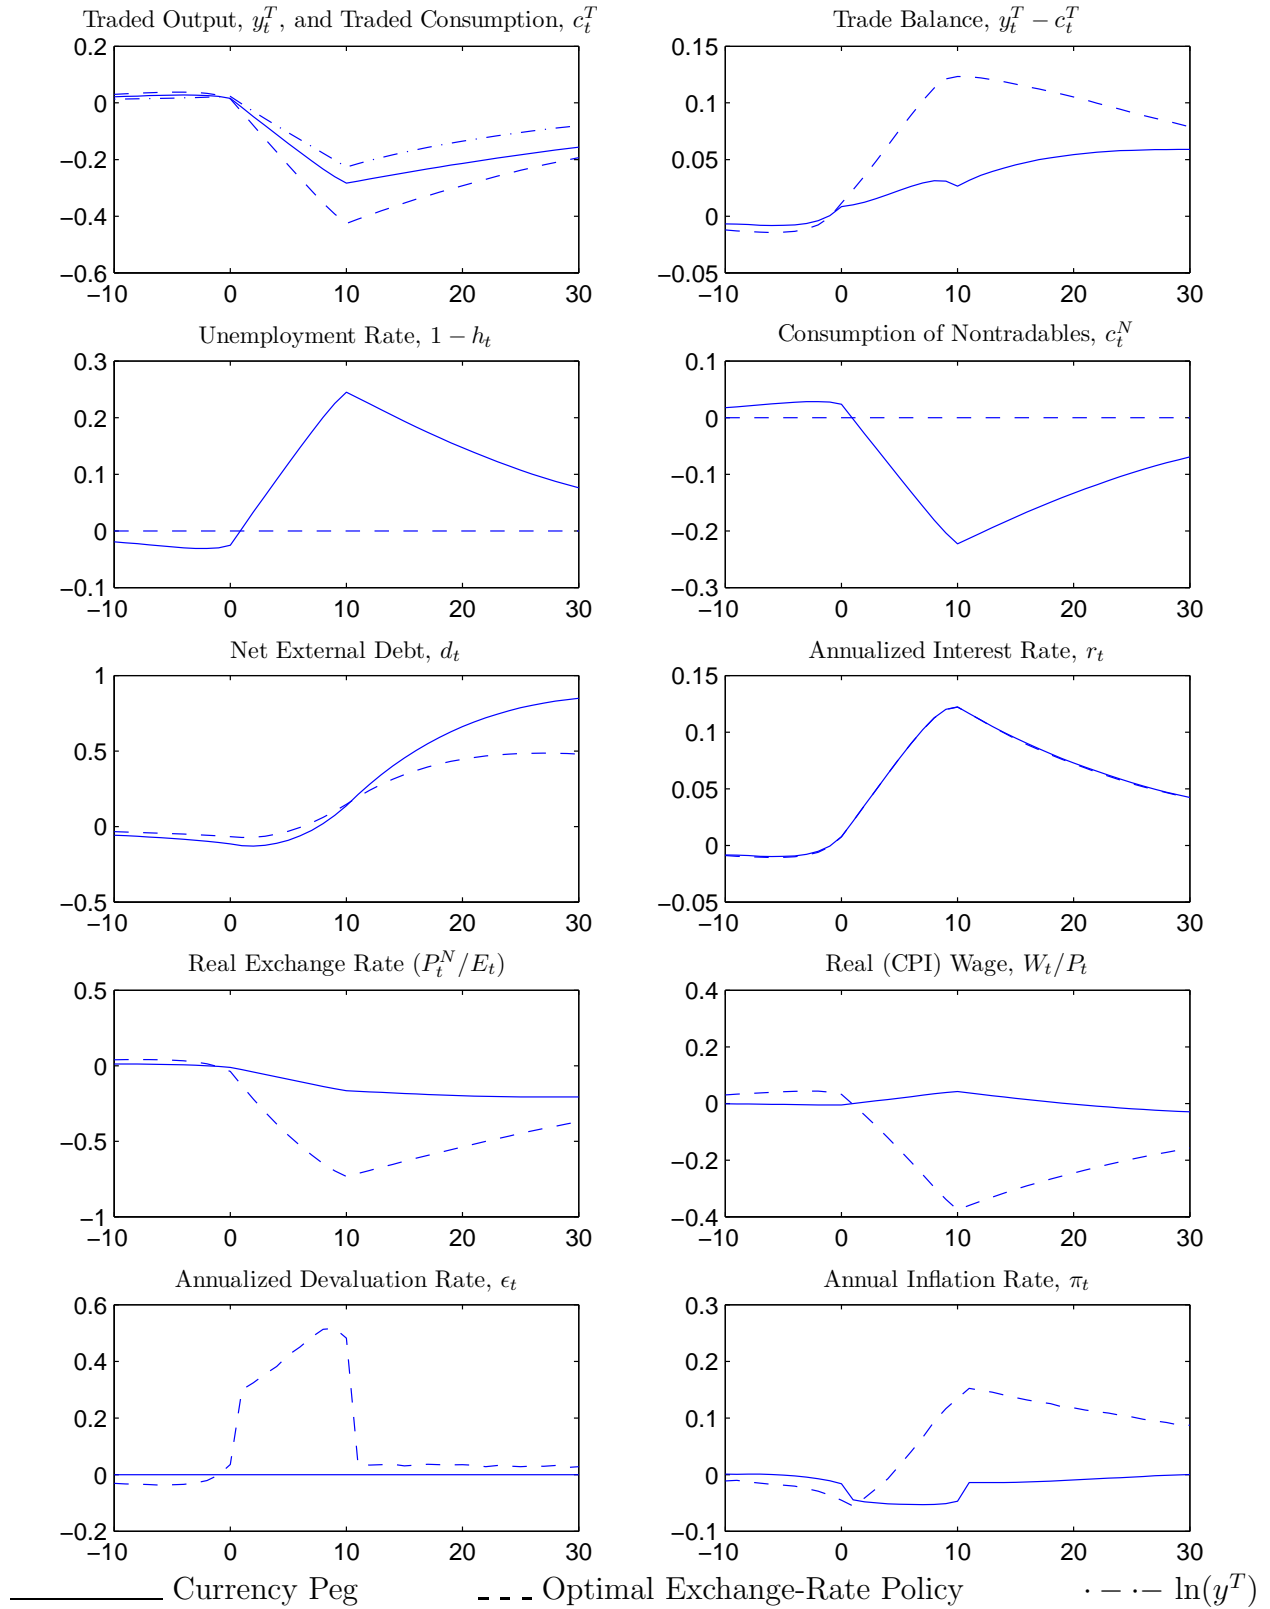 Traded Output, y_t^T, and Traded Consumption, c_t^T
0.2
0
−0.2
−0.4
−0.6
−10 0 10 20 30
Trade Balance, y_t^T − c_t^T
0.15
0.1
0.05
0
−0.05
−10 0 10 20 30
Unemployment Rate, 1 − h_t
0.3
0.2
0.1
0
−0.1
−10 0 10 20 30
Consumption of Nontradables, c_t^N
0.1
0
−0.1
−0.2
−0.3
−10 0 10 20 30
Net External Debt, d_t
1
0.5
0
−0.5
−10 0 10 20 30
Annualized Interest Rate, r_t
0.15
0.1
0.05
0
−0.05
−10 0 10 20 30
Real Exchange Rate (P_t^N/E_t)
0.5
0
−0.5
−1
−10 0 10 20 30
Real (CPI) Wage, W_t/P_t
0.4
0.2
0
−0.2
−0.4
−10 0 10 20 30
Annualized Devaluation Rate, ϵ_t
0.6
0.4
0.2
0
−0.2
−10 0 10 20 30
Annual Inflation Rate, π_t
0.3
0.2
0.1
0
−0.1
−10 0 10 20 30
Currency Peg Optimal Exchange-Rate Policy ln(y^T)